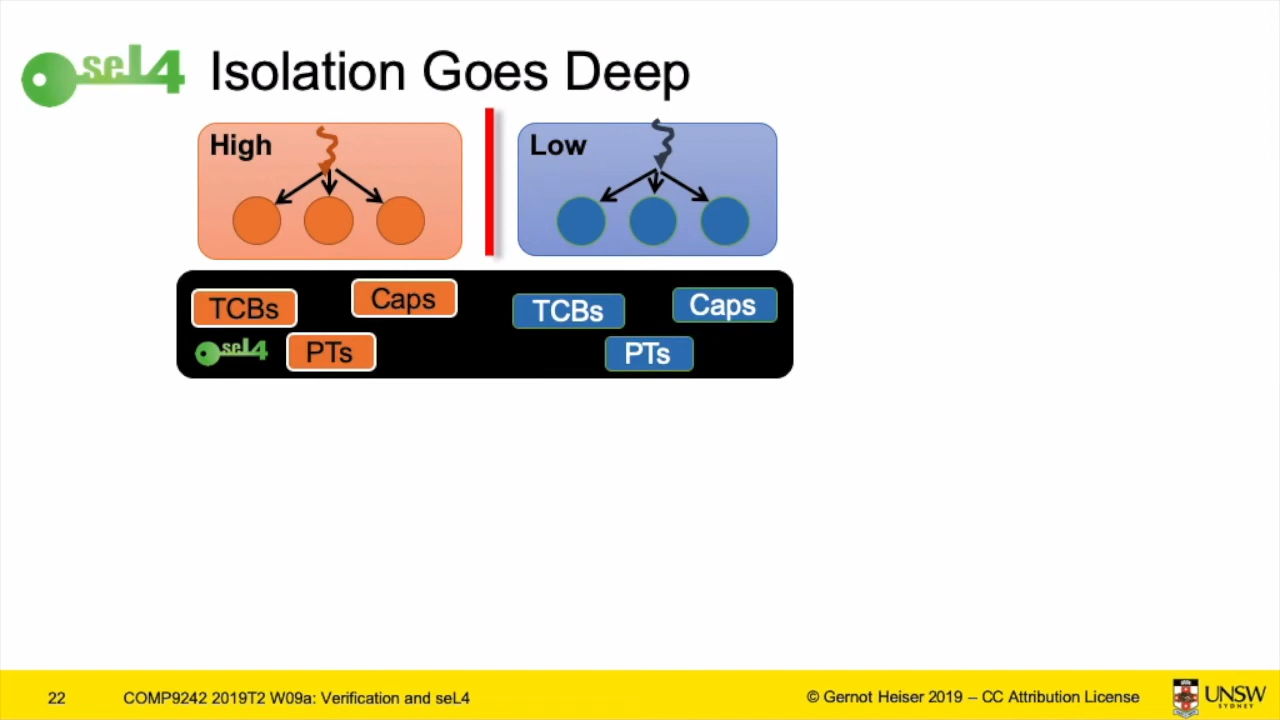 seL4 Isolation Goes Deep
High
Low
TCBs
Caps
TCBs
Caps
seL4
PTs
PTs
22 COMP9242 2019T2 W09a: Verification and seL4
© Gernot Heiser 2019 – CC Attribution License
UNSW
SYDNEY